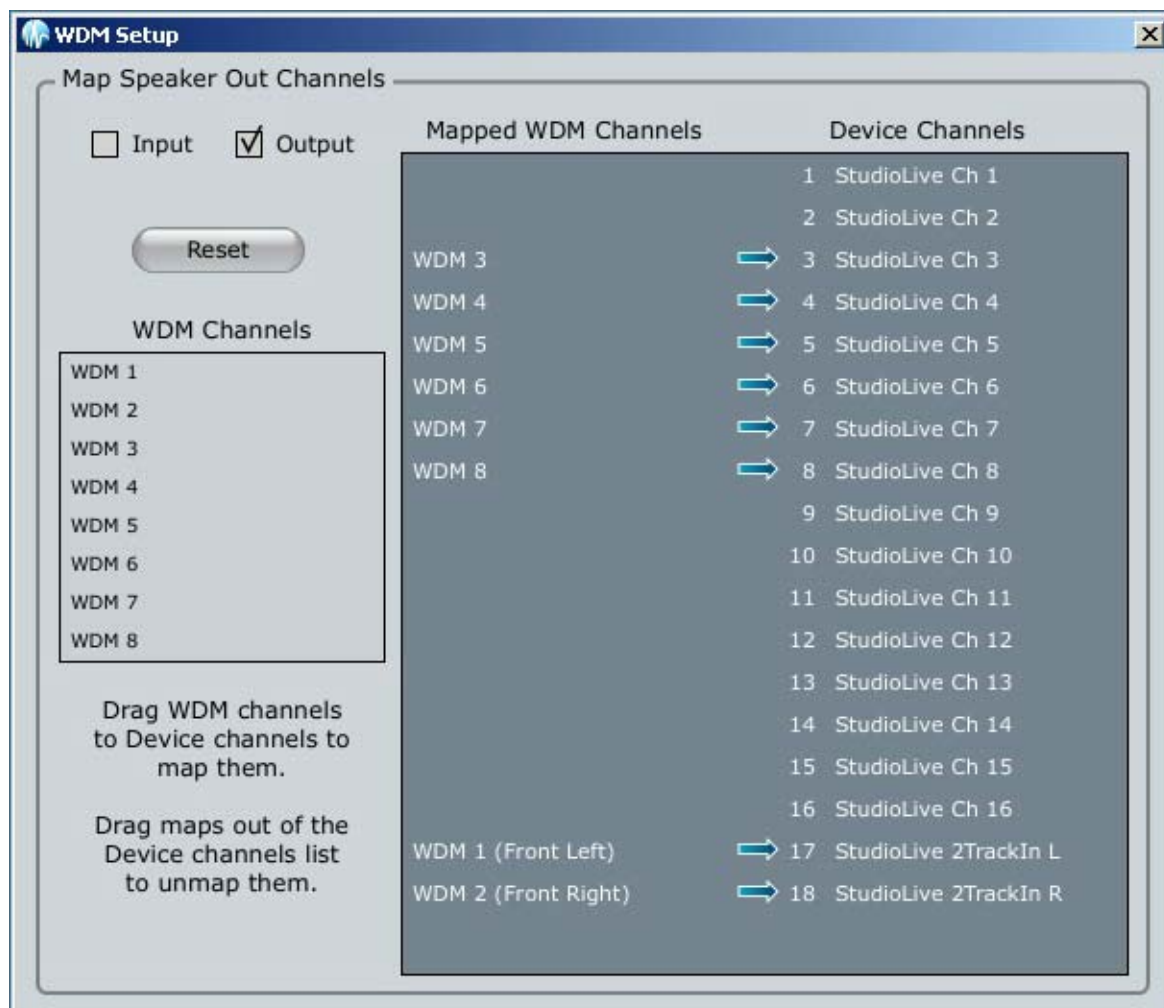 WDM Setup
Map Speaker Out Channels
Input Output
Reset
WDM Channels
WDM 1
WDM 2
WDM 3
WDM 4
WDM 5
WDM 6
WDM 7
WDM 8
Drag WDM channels
to Device channels to
map them.
Drag maps out of the
Device channels list
to unmap them.
Mapped WDM Channels Device Channels
1 StudioLive Ch 1
2 StudioLive Ch 2
WDM 3 3 StudioLive Ch 3
WDM 4 4 StudioLive Ch 4
WDM 5 5 StudioLive Ch 5
WDM 6 6 StudioLive Ch 6
WDM 7 7 StudioLive Ch 7
WDM 8 8 StudioLive Ch 8
9 StudioLive Ch 9
10 StudioLive Ch 10
11 StudioLive Ch 11
12 StudioLive Ch 12
13 StudioLive Ch 13
14 StudioLive Ch 14
15 StudioLive Ch 15
16 StudioLive Ch 16
WDM 1 (Front Left) 17 StudioLive 2TrackIn L
WDM 2 (Front Right) 18 StudioLive 2TrackIn R